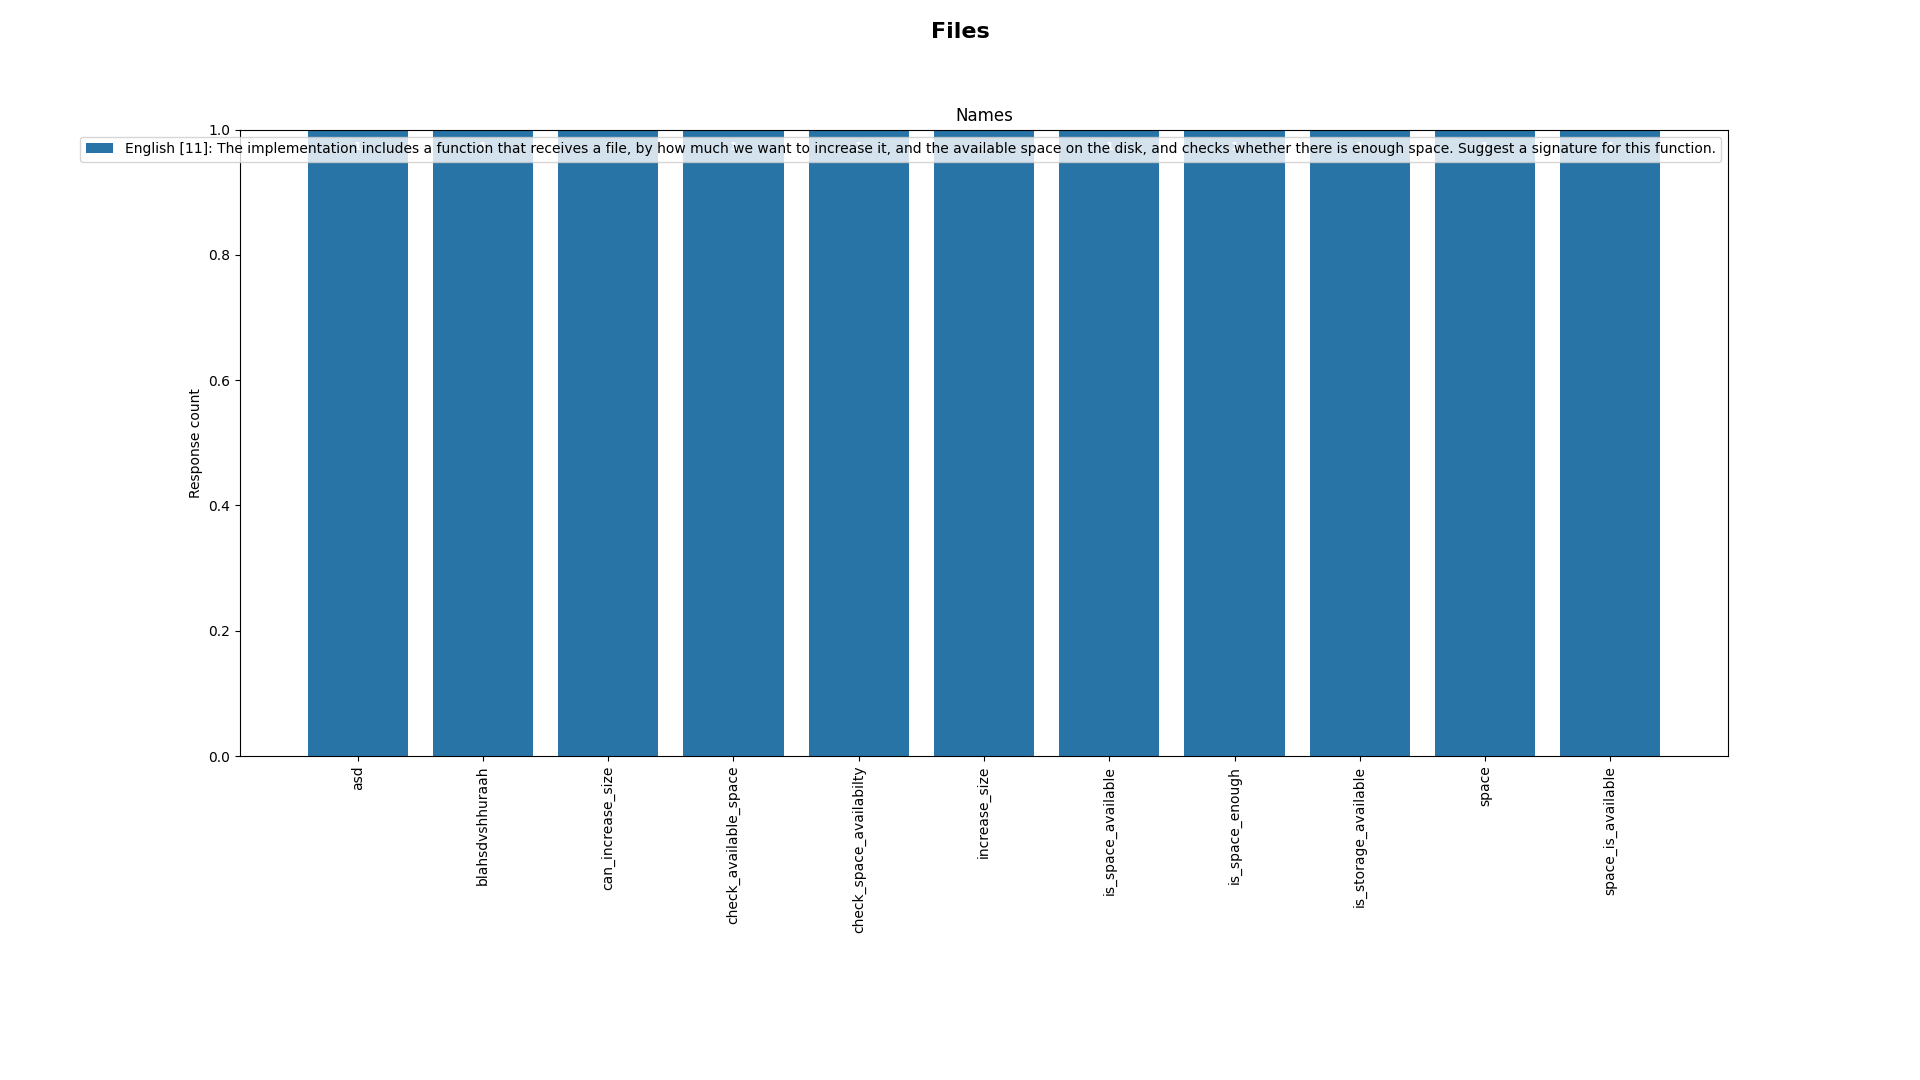 Files
Names
English [11]: The implementation includes a function that receives a file, by how much we want to increase it, and the available space on the disk, and checks whether there is enough space. Suggest a signature for this function.
1.0
0.8
0.6
0.4
0.2
0.0
Response count
asd
blahsdvshhuraah
can_increase_size
check_available_space
check_space_availabilty
increase_size
is_space_available
is_space_enough
is_storage_available
space
space_is_available